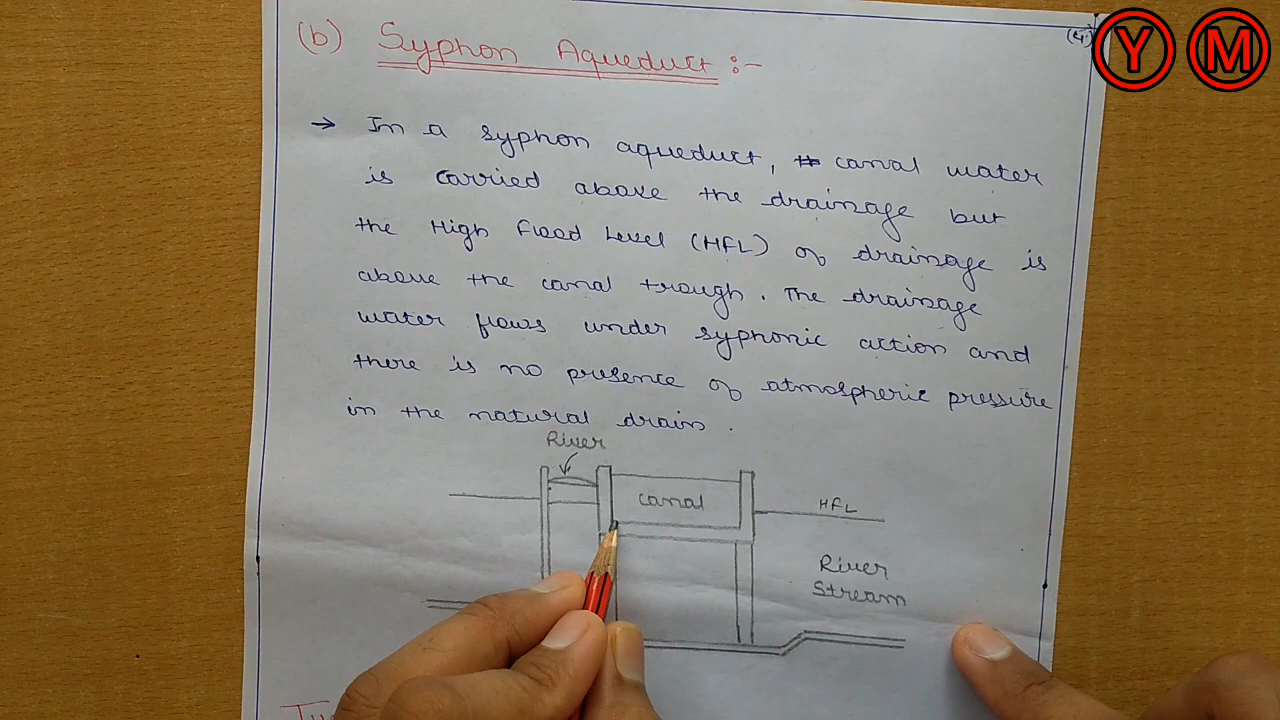 (4)
Y M
(b) Syphon Aqueduct :-
→ In a syphon aqueduct, canal water
is carried above the drainage but
the High Flood Level (HFL) of drainage is
above the canal trough. The drainage
water flows under syphonic action and
there is no presence of atmospheric pressure
in the natural drain.
River
canal
HFL
River
Stream